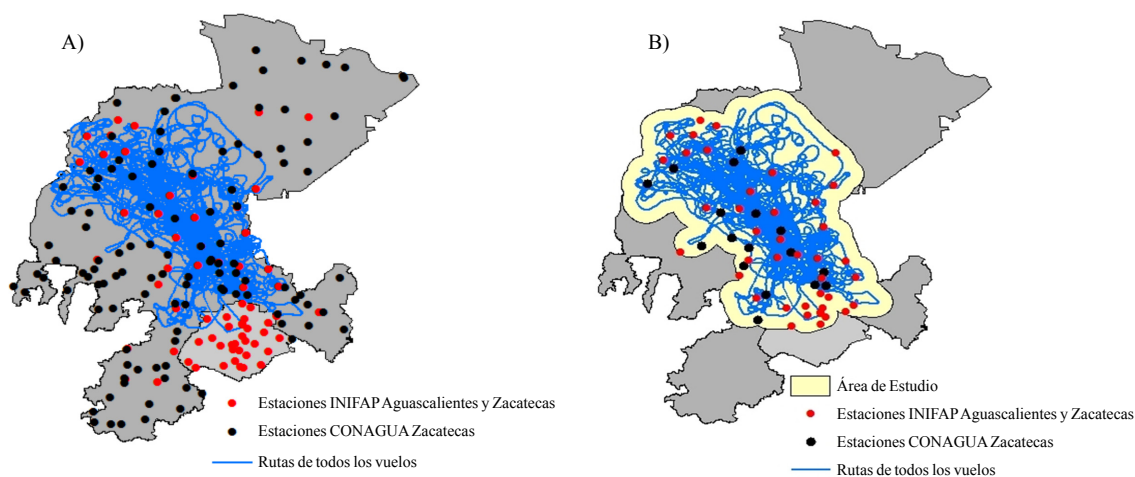 A)
Estaciones INIFAP Aguascalientes y Zacatecas
Estaciones CONAGUA Zacatecas
Rutas de todos los vuelos
B)
Área de Estudio
Estaciones INIFAP Aguascalientes y Zacatecas
Estaciones CONAGUA Zacatecas
Rutas de todos los vuelos